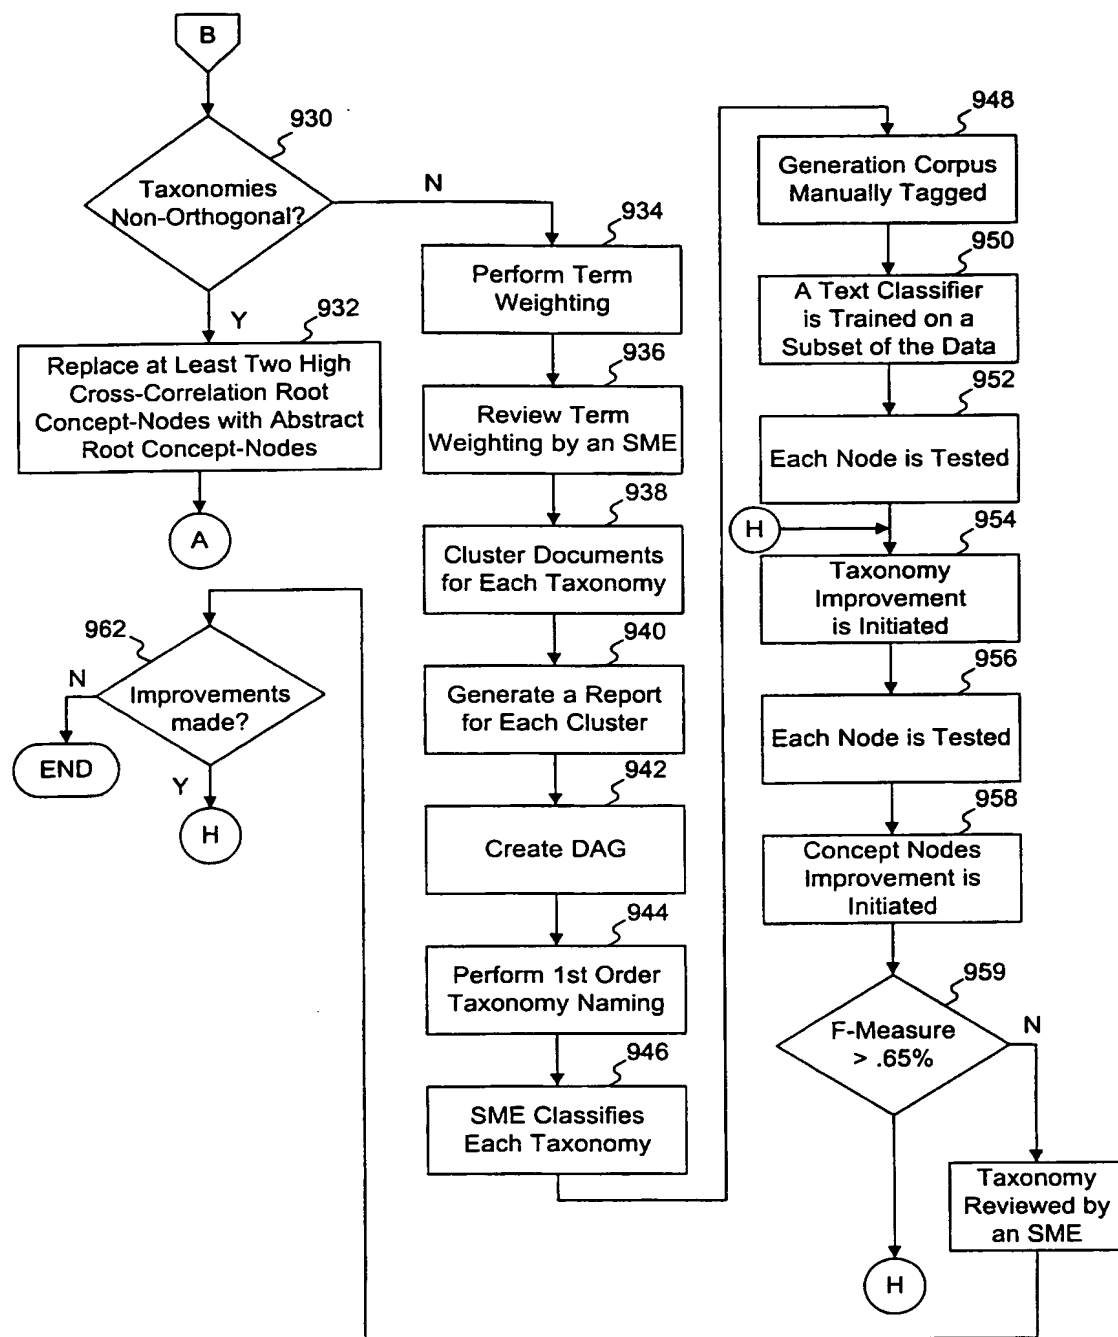 B
930
Taxonomies
Non-Orthogonal?
N
Y
932
Replace at Least Two High
Cross-Correlation Root
Concept-Nodes with Abstract
Root Concept-Nodes
A
934
Perform Term
Weighting
936
Review Term
Weighting by an SME
938
Cluster Documents
for Each Taxonomy
940
Generate a Report
for Each Cluster
942
Create DAG
944
Perform 1st Order
Taxonomy Naming
946
SME Classifies
Each Taxonomy
948
Generation Corpus
Manually Tagged
950
A Text Classifier
is Trained on a
Subset of the Data
952
Each Node is Tested
H
954
Taxonomy
Improvement
is Initiated
956
Each Node is Tested
958
Concept Nodes
Improvement is
Initiated
959
F-Measure
> .65%
N
Taxonomy
Reviewed by
an SME
H
962
Improvements
made?
N
END
Y
H